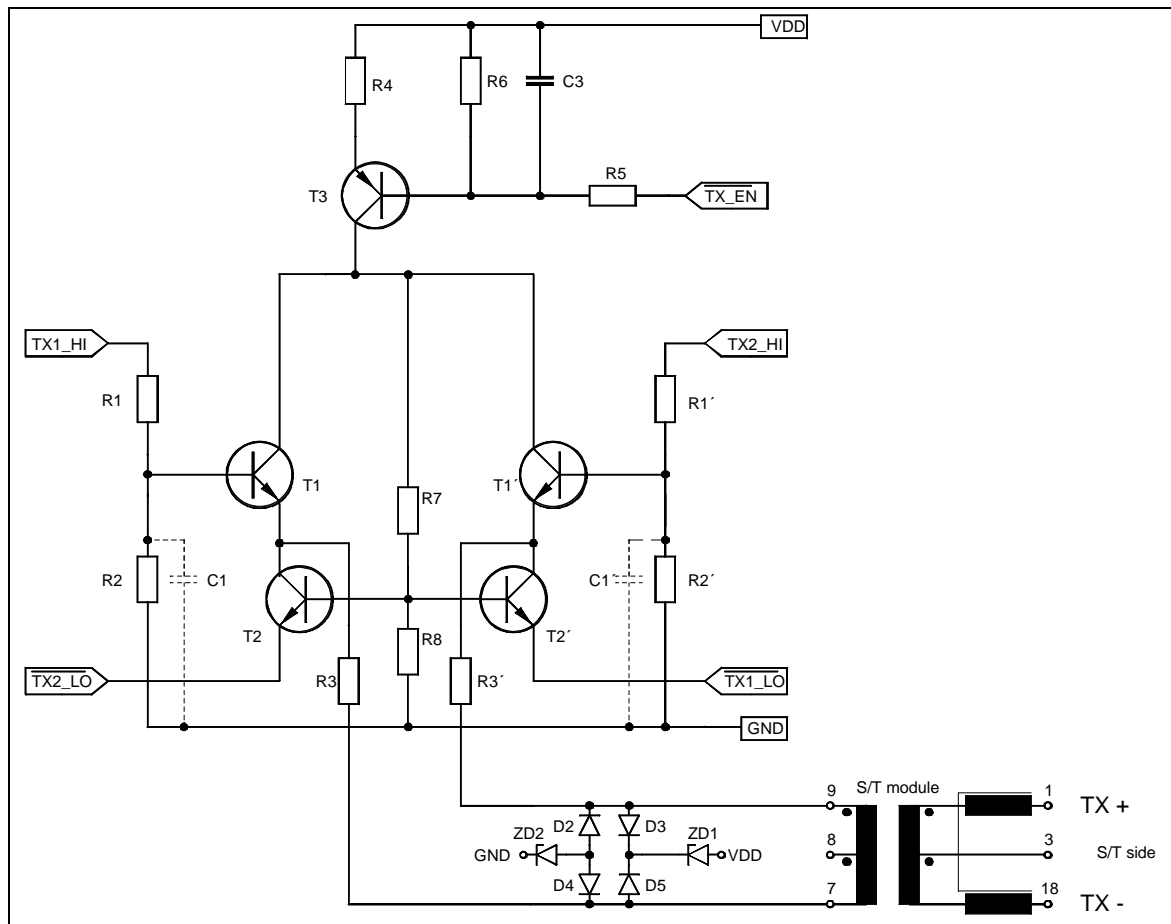 VDD
R4
R6
C3
R5
T3
TX_EN
TX1_HI
TX2_HI
R1
R1´
T1
T1´
R7
R2
C1
C1´
R2´
T2
R8
T2´
TX2_LO
R3
R3´
TX1_LO
GND
S/T module
9
1
TX +
D2
D3
ZD2
ZD1
GND
VDD
8
3
S/T side
D4
D5
7
18
TX -